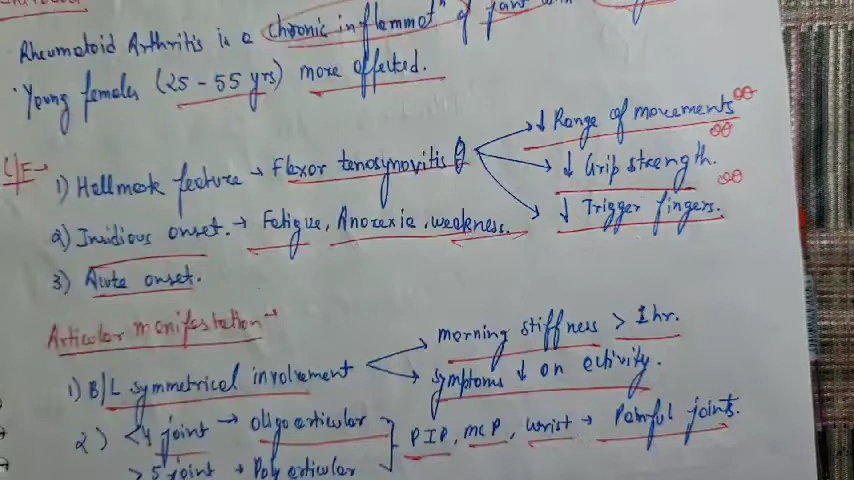 Rheumatoid Arthritis is a chronic inflammatⁿ of joint with
• Young females (25-55 yrs) more affected.
C/F →
1) Hallmark feature → Flexor tenosynovitis
↓ Range of movements
↓ Grip strength.
↓ Trigger fingers.
2) Insidious onset. → Fatigue, Anorexia, weakness.
3) Acute onset.
Articular manifestation →
1) B/L symmetrical involvement
→ morning stiffness > 1 hr.
→ symptoms ↓ on activity.
2) <4 joint → oligoarticular
> 5 joint → Polyarticular
PIP, MCP, wrist → Painful joints.